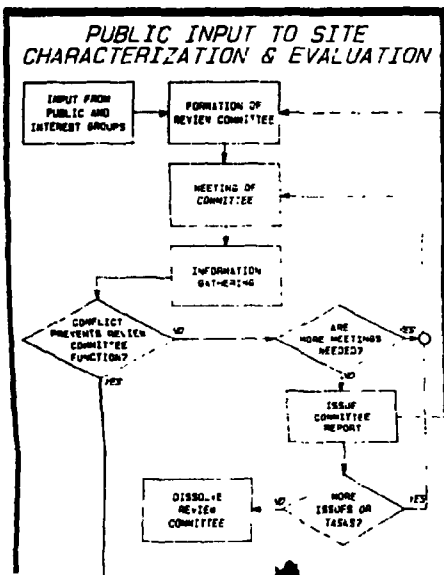 PUBLIC INPUT TO SITE
CHARACTERIZATION & EVALUATION
INPUT FROM
PUBLIC AND
INTEREST GROUPS
FORMATION OF
REVIEW COMMITTEE
MEETING OF
COMMITTEE
INFORMATION
GATHERING
CONFLICT
PREVENTS REVIEW
COMMITTEE
FUNCTION?
NO
YES
ARE
MORE MEETINGS
NEEDED?
YES
NO
ISSUE
COMMITTEE
REPORT
MORE
ISSUES OR
TASKS?
YES
NO
DISSOLVE
REVIEW
COMMITTEE